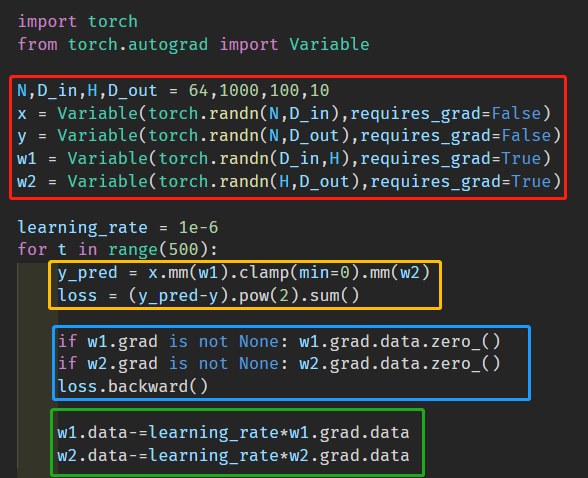 import torch
from torch.autograd import Variable
N,D_in,H,D_out = 64,1000,100,10
x = Variable(torch.randn(N,D_in),requires_grad=False)
y = Variable(torch.randn(N,D_out),requires_grad=False)
w1 = Variable(torch.randn(D_in,H),requires_grad=True)
w2 = Variable(torch.randn(H,D_out),requires_grad=True)
learning_rate = 1e-6
for t in range(500):
y_pred = x.mm(w1).clamp(min=0).mm(w2)
loss = (y_pred-y).pow(2).sum()
if w1.grad is not None: w1.grad.data.zero_()
if w2.grad is not None: w2.grad.data.zero_()
loss.backward()
w1.data-=learning_rate*w1.grad.data
w2.data-=learning_rate*w2.grad.data